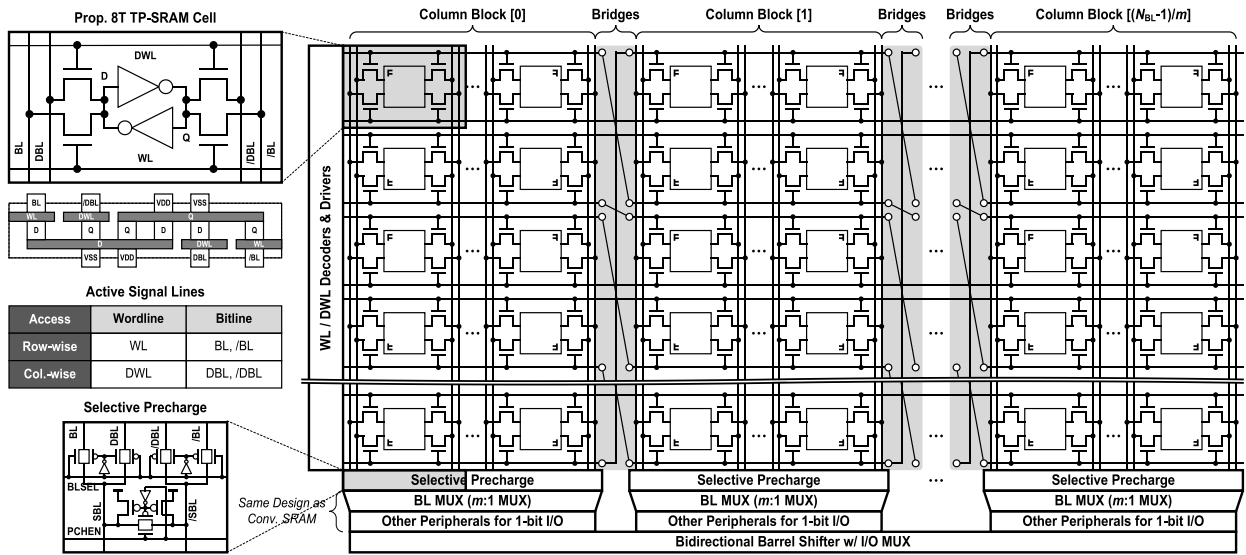 Prop. 8T TP-SRAM Cell
DWL
D
Q
WL
BL
DBL
/DBL
/BL
BL
/DBL
VDD
VSS
WL
DWL
Q
D
Q
Q
D
Q
D
DWL
WL
VSS
VDD
DBL
/BL
Active Signal Lines
Access Wordline Bitline
Row-wise WL BL, /BL
Col.-wise DWL DBL, /DBL
Selective Precharge
BL
DBL
/DBL
/BL
BLSEL
SBL
/SBL
PCHEN
Same Design as
Conv. SRAM
Column Block [0]
Bridges
Column Block [1]
Bridges
Bridges
Column Block [(NBL-1)/m]
WL / DWL Decoders & Drivers
Selective Precharge
BL MUX (m:1 MUX)
Other Peripherals for 1-bit I/O
Selective Precharge
BL MUX (m:1 MUX)
Other Peripherals for 1-bit I/O
Selective Precharge
BL MUX (m:1 MUX)
Other Peripherals for 1-bit I/O
Bidirectional Barrel Shifter w/ I/O MUX